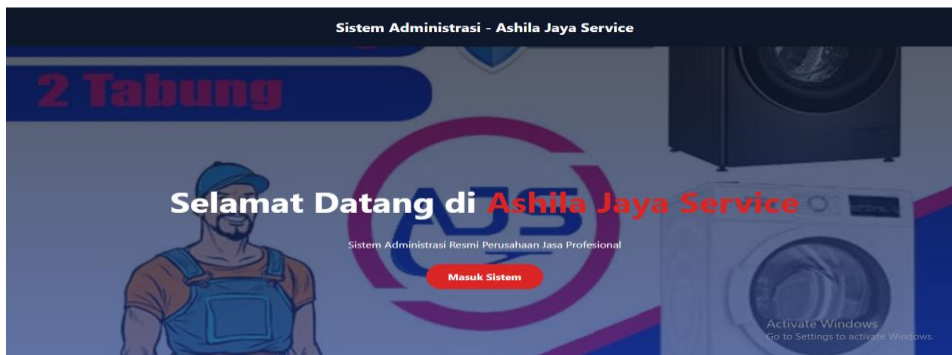 Sistem Administrasi - Ashila Jaya Service
2 Tabung
AJS
Selamat Datang di Ashila Jaya Service
Sistem Administrasi Resmi Perusahaan Jasa Profesional
Masuk Sistem
Activate Windows
Go to Settings to activate Windows.